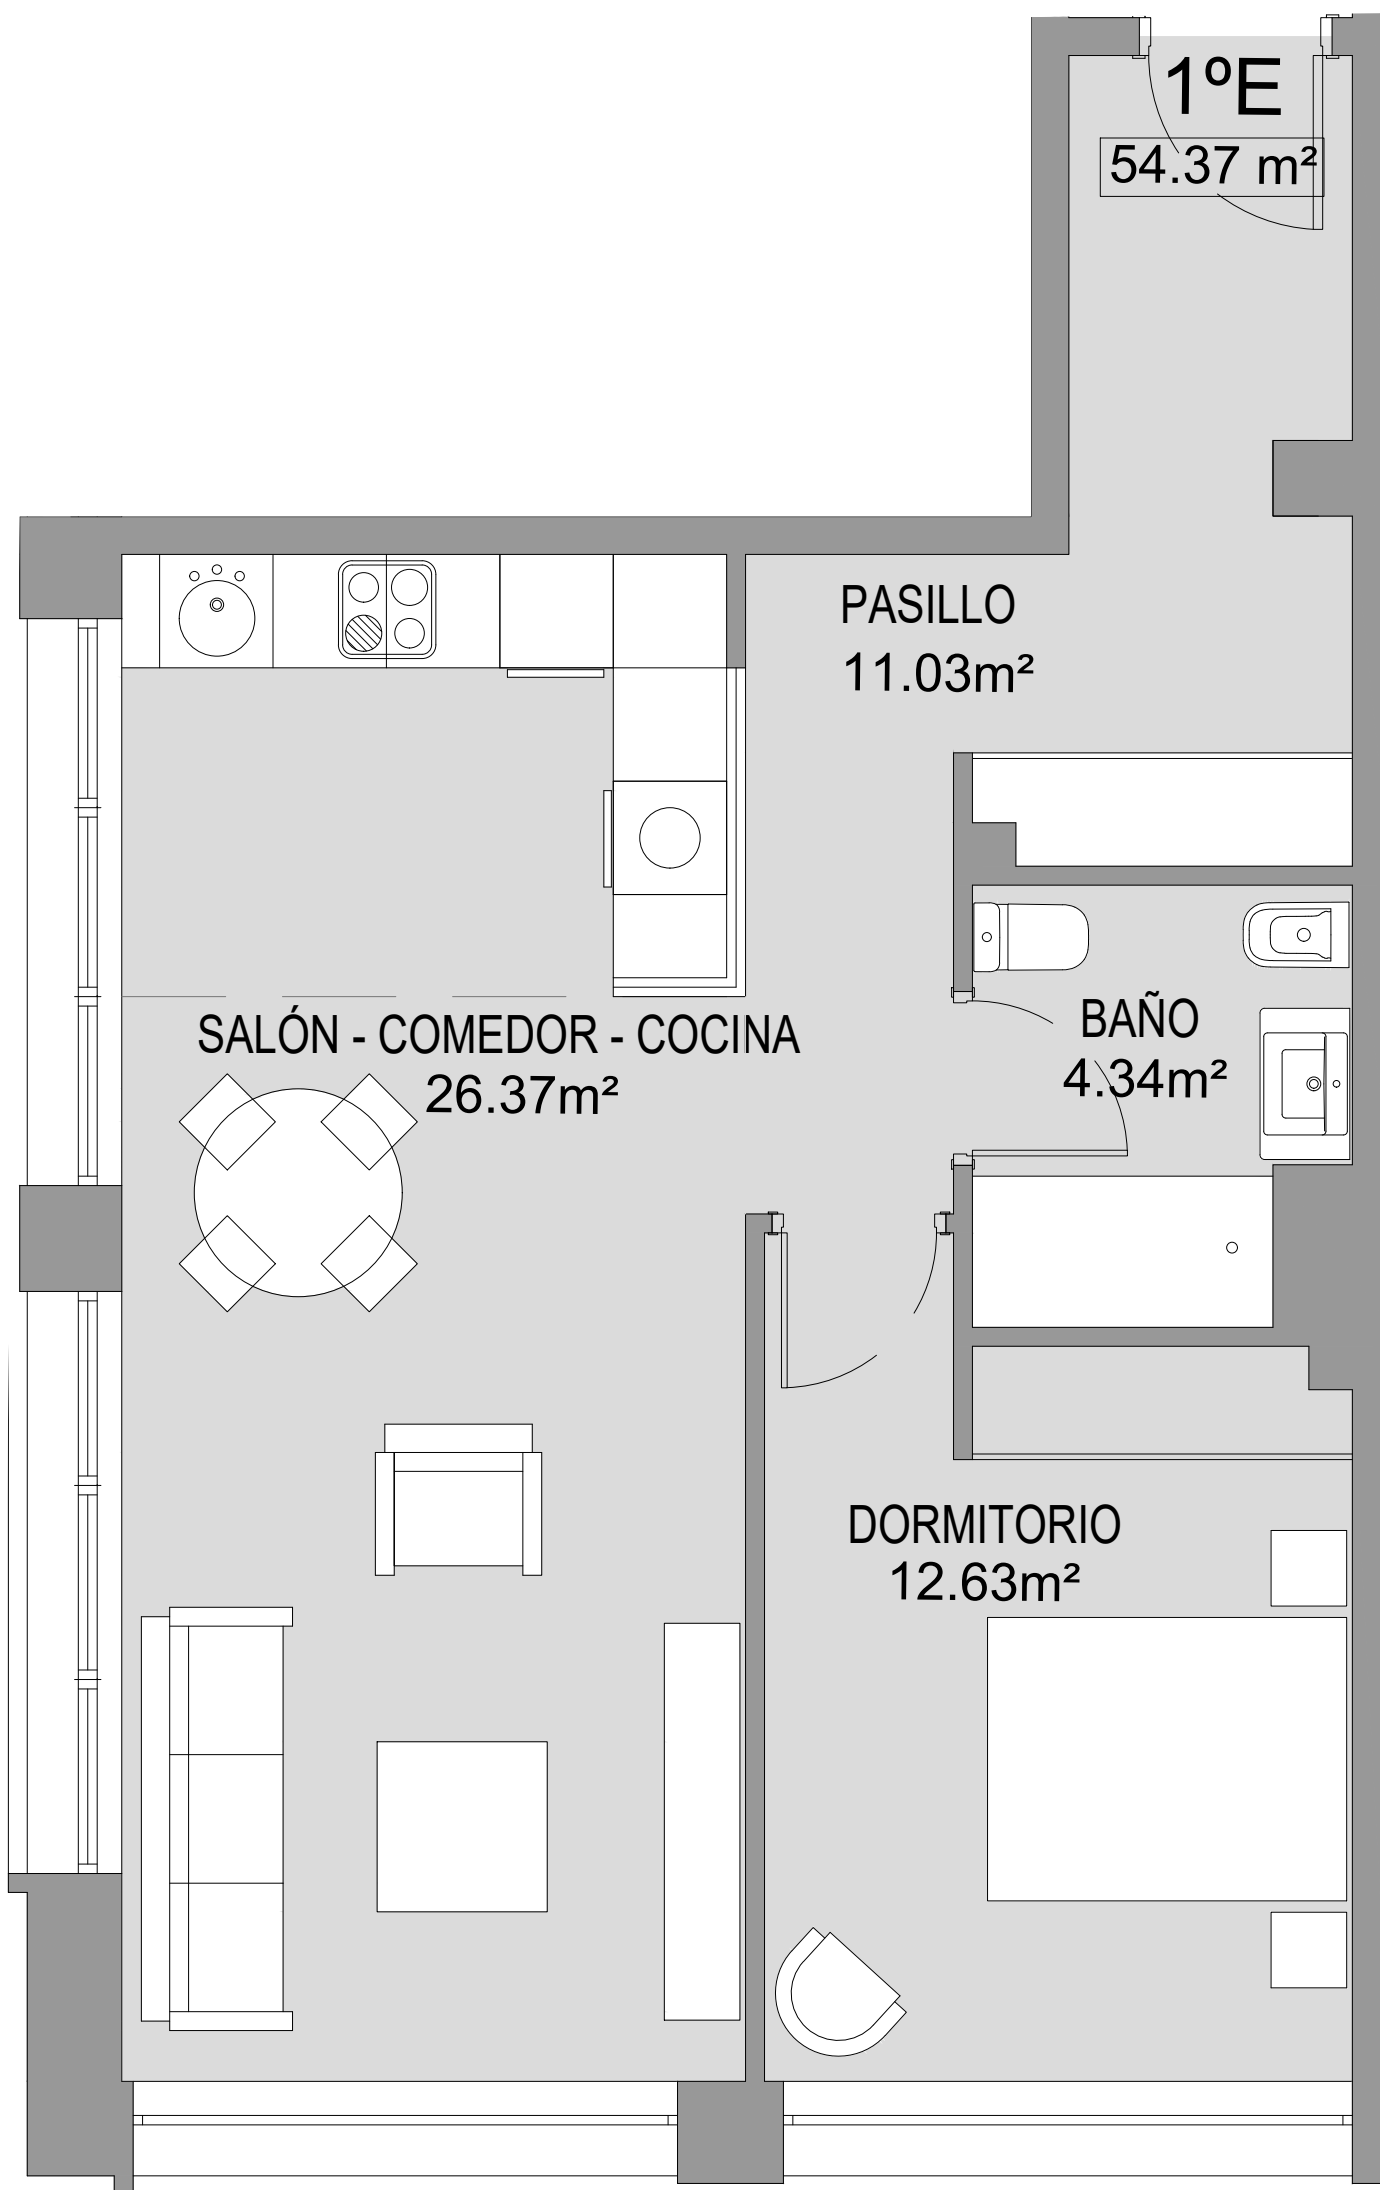 1ºE
54.37 m²
PASILLO
11.03m²
SALÓN - COMEDOR - COCINA
26.37m²
BAÑO
4.34m²
DORMITORIO
12.63m²